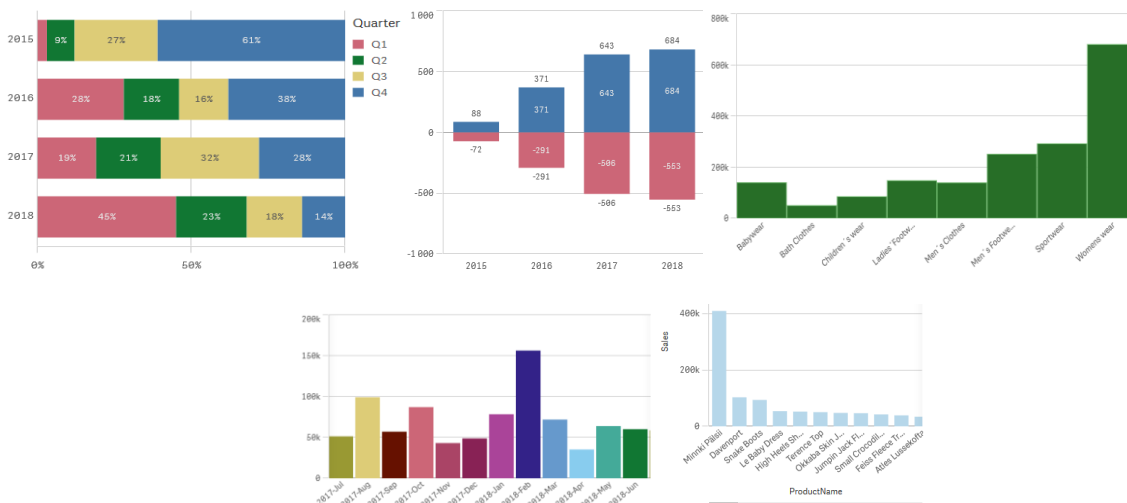 Quarter
Q1
Q2
Q3
Q4
2015
9%
27%
61%
2016
28%
18%
16%
38%
2017
19%
21%
32%
28%
2018
45%
23%
18%
14%
0%
50%
100%
1 000
500
0
-500
-1 000
88
371
643
684
371
643
684
-72
-291
-506
-553
-291
-506
-553
2015
2016
2017
2018
800k
600k
400k
200k
0
Babywear
Bath Clothes
Children´s wear
Ladies´Footw...
Men´s Clothes
Men´s Footwe...
Sportwear
Womens wear
200k
150k
100k
50k
0
2017-Jul
2017-Aug
2017-Sep
2017-Oct
2017-Nov
2017-Dec
2018-Jan
2018-Feb
2018-Mar
2018-Apr
2018-May
2018-Jun
Sales
400k
200k
0
Minnki Pälsii
Davenport
Snake Boots
Le Baby Dress
High Heels Sh...
Terence Top
Okkaba Skin J...
Jumpin Jack Fl...
Small Crocodil...
Feiss Fleece Tr...
Atles Lussekofta
ProductName